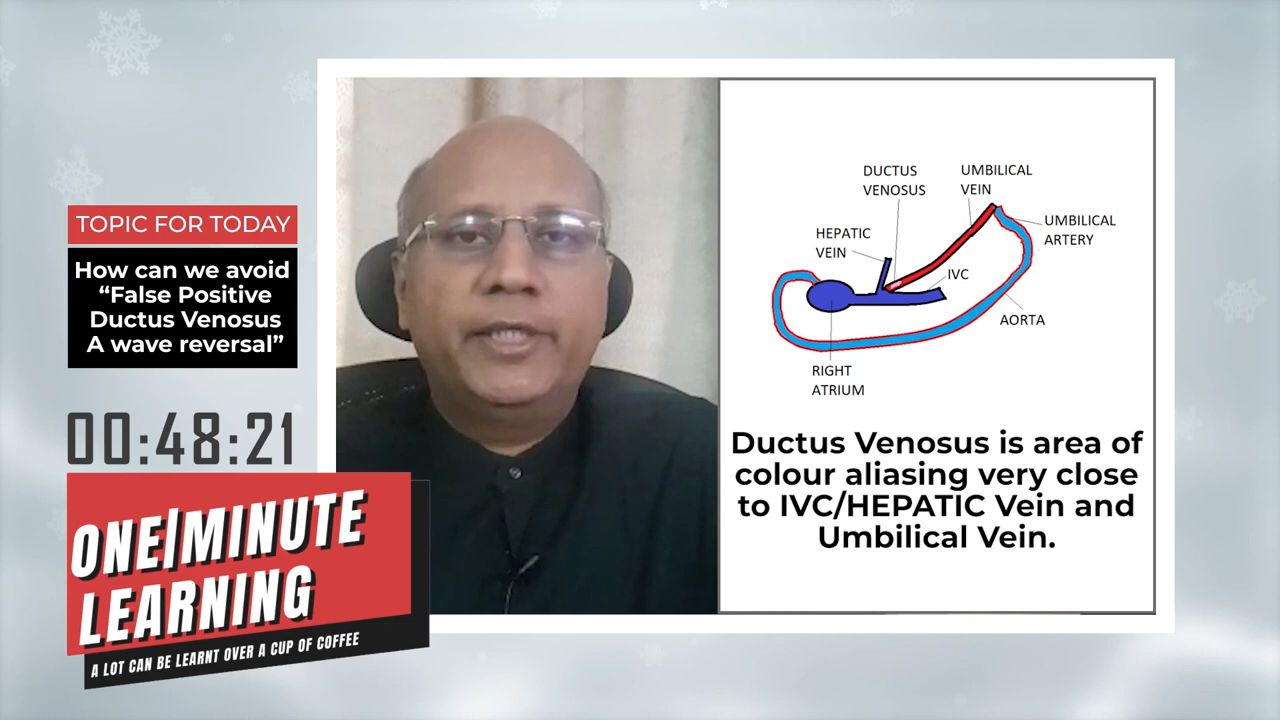 TOPIC FOR TODAY
How can we avoid
“False Positive
Ductus Venosus
A wave reversal”
00:48:21
ONE|MINUTE
LEARNING
A LOT CAN BE LEARNT OVER A CUP OF COFFEE
DUCTUS
VENOSUS
UMBILICAL
VEIN
UMBILICAL
ARTERY
HEPATIC
VEIN
IVC
AORTA
RIGHT
ATRIUM
Ductus Venosus is area of
colour aliasing very close
to IVC/HEPATIC Vein and
Umbilical Vein.